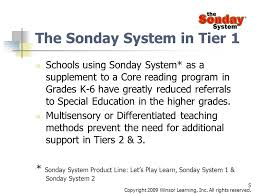 the
Sonday
System
The Sonday System in Tier 1
Schools using Sonday System* as a
supplement to a Core reading program in
Grades K-6 have greatly reduced referrals
to Special Education in the higher grades.
Multisensory or Differentiated teaching
methods prevent the need for additional
support in Tiers 2 & 3.
* Sonday System Product Line: Let's Play Learn, Sonday System 1 &
Sonday System 2
5
Copyright 2009 Winsor Learning, Inc. All rights reserved.